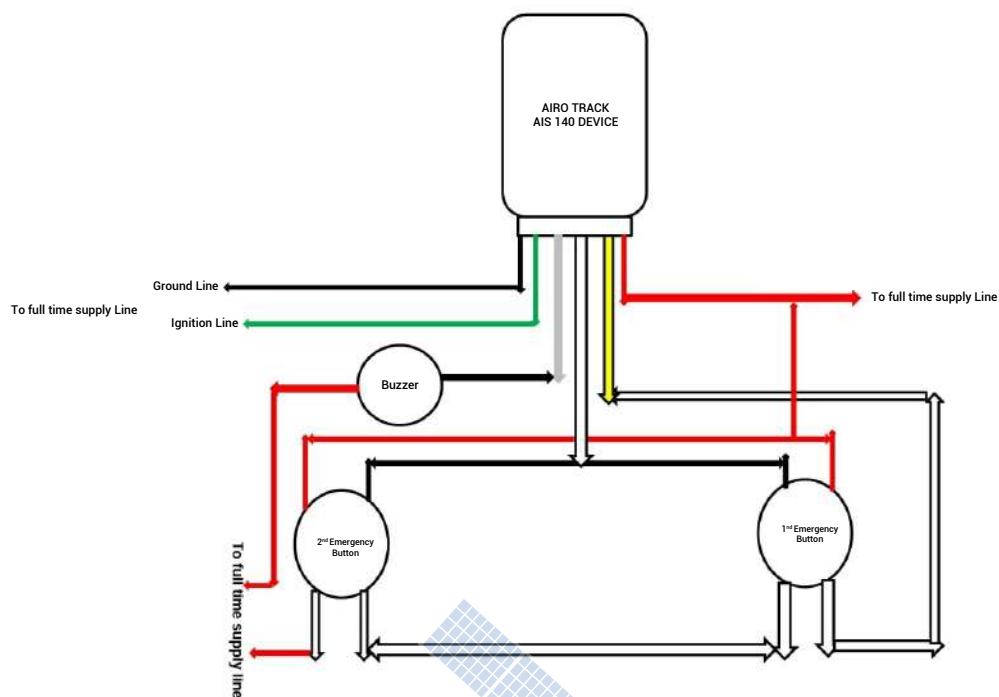 AIRO TRACK
AIS 140 DEVICE
Ground Line
To full time supply Line
To full time supply Line
Ignition Line
Buzzer
1ⁿᵈ Emergency
Button
2ⁿᵈ Emergency
Button
To full time supply line